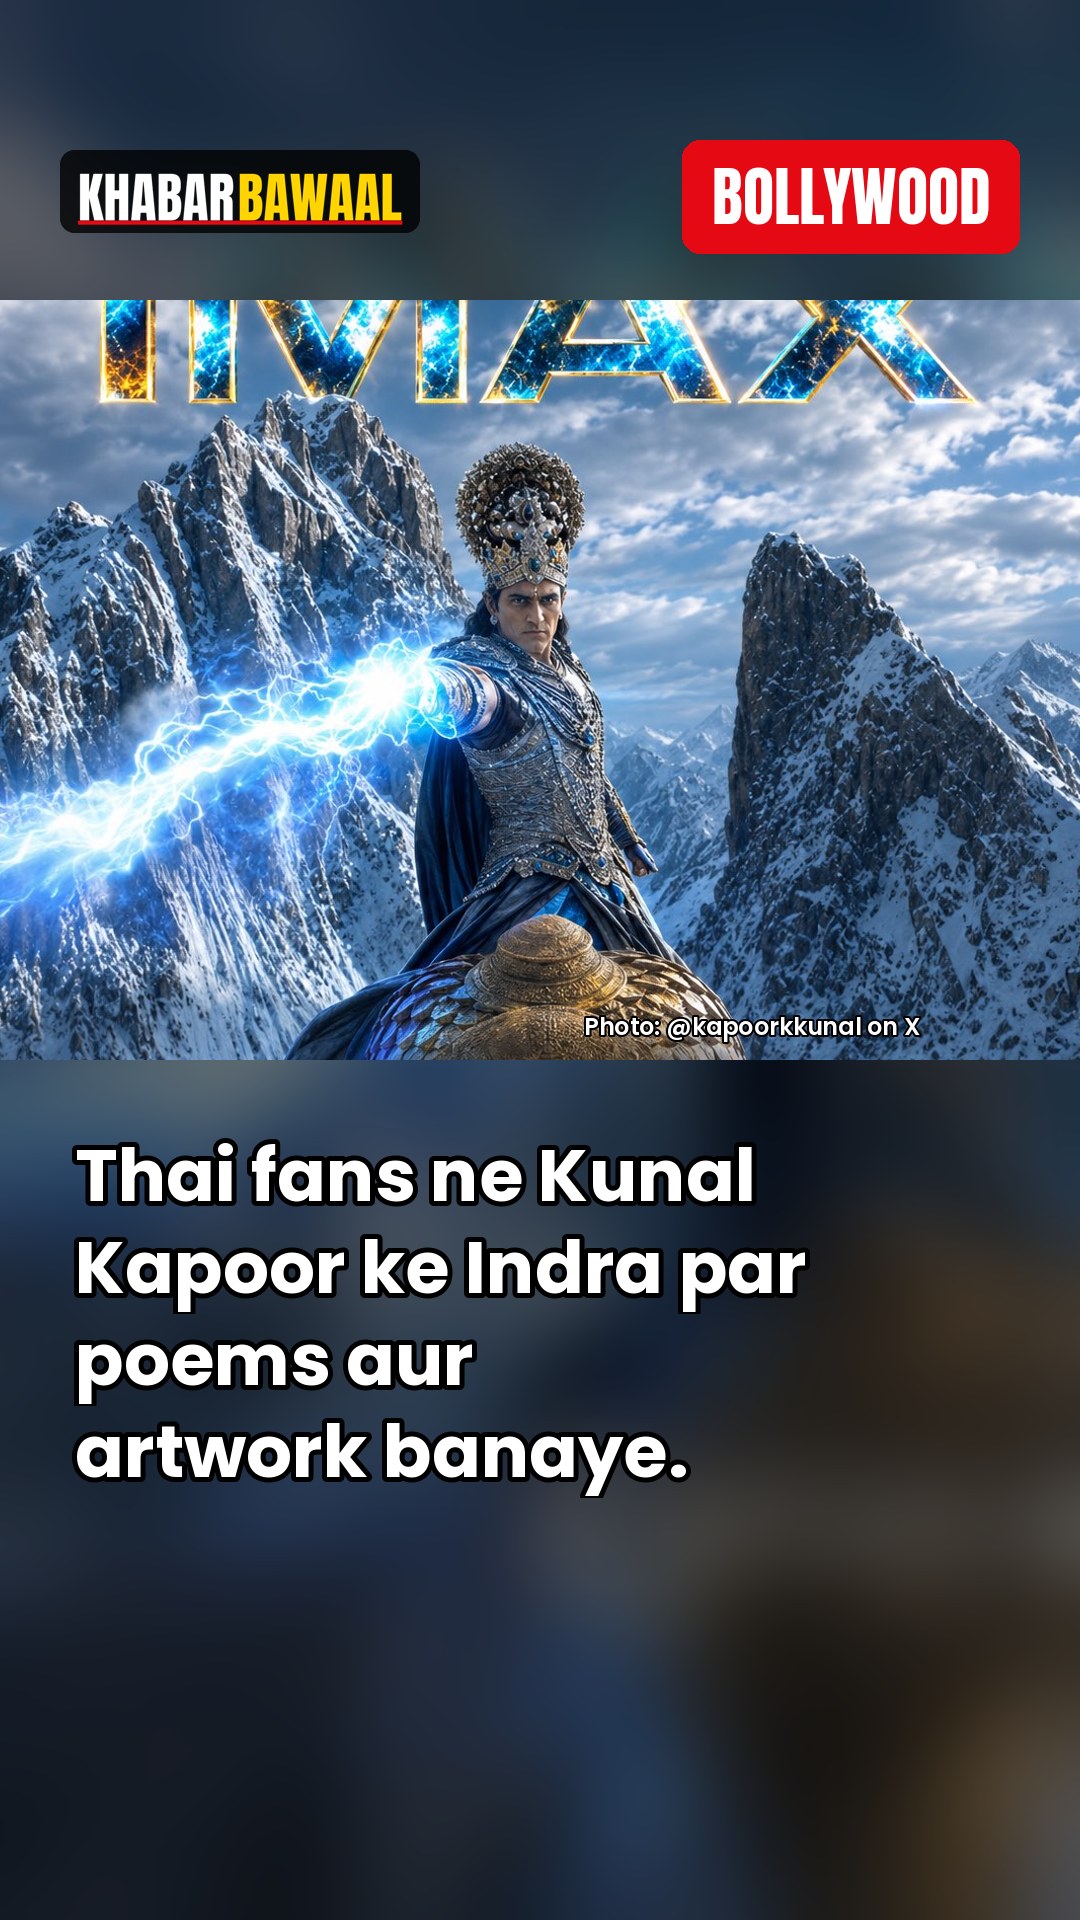 KHABARBAWAAL
BOLLYWOOD
IMAX
Photo: @kapoorkkunal on X
Thai fans ne Kunal
Kapoor ke Indra par
poems aur
artwork banaye.